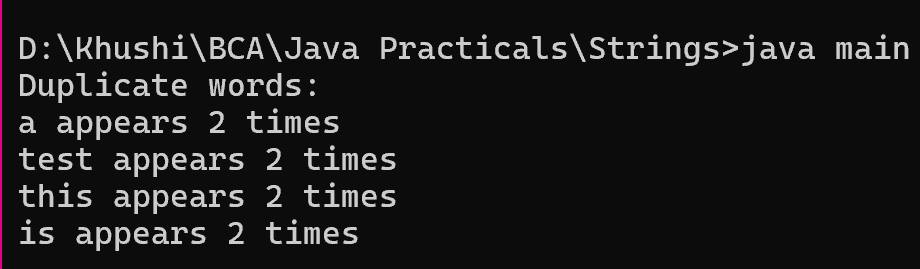 D:\Khushi\BCA\Java Practicals\Strings>java main
Duplicate words:
a appears 2 times
test appears 2 times
this appears 2 times
is appears 2 times